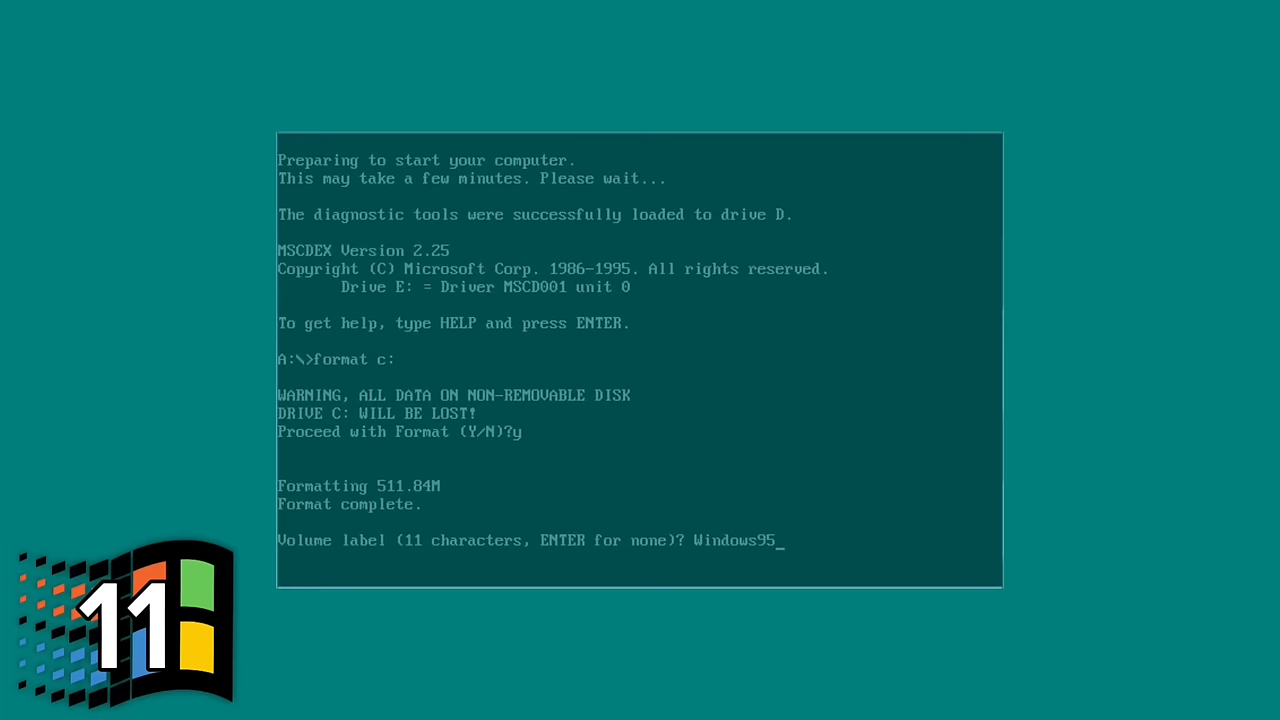 Preparing to start your computer.
This may take a few minutes. Please wait...
The diagnostic tools were successfully loaded to drive D.
MSCDEX Version 2.25
Copyright (C) Microsoft Corp. 1986-1995. All rights reserved.
Drive E: = Driver MSCD001 unit 0
To get help, type HELP and press ENTER.
A:\>format c:
WARNING, ALL DATA ON NON-REMOVABLE DISK
DRIVE C: WILL BE LOST!
Proceed with Format (Y/N)?y
Formatting 511.84M
Format complete.
Volume label (11 characters, ENTER for none)? Windows95_
11